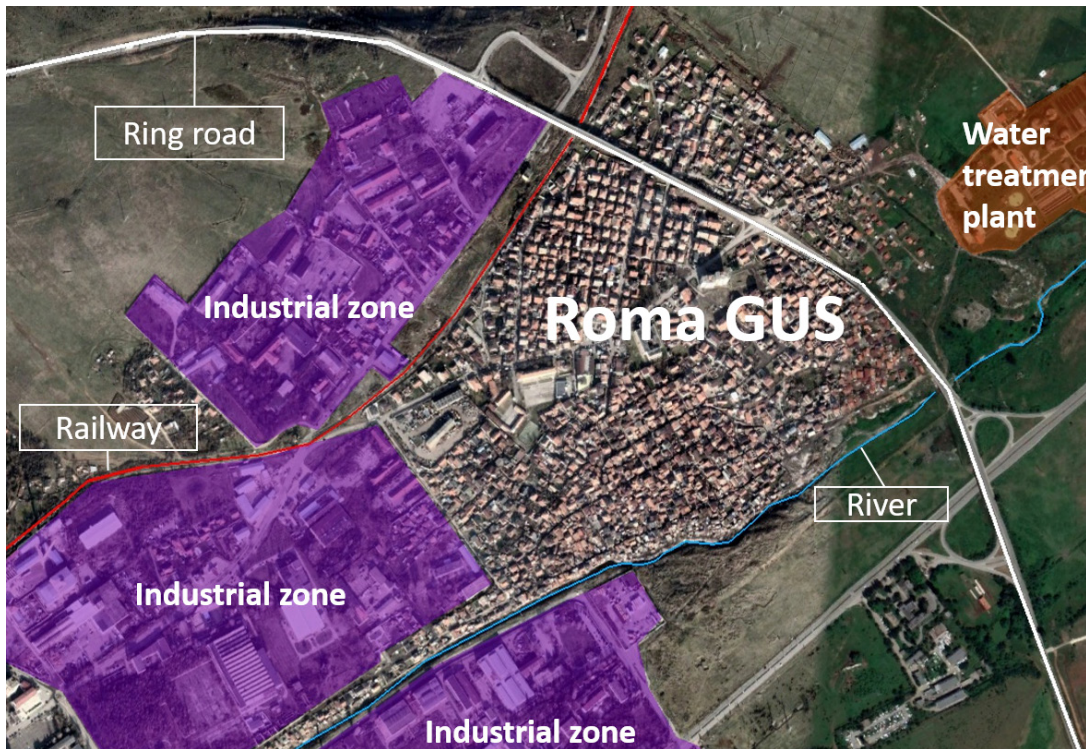 Ring road
Water
treatmen
plant
Industrial zone
Roma GUS
Railway
River
Industrial zone
Industrial zone